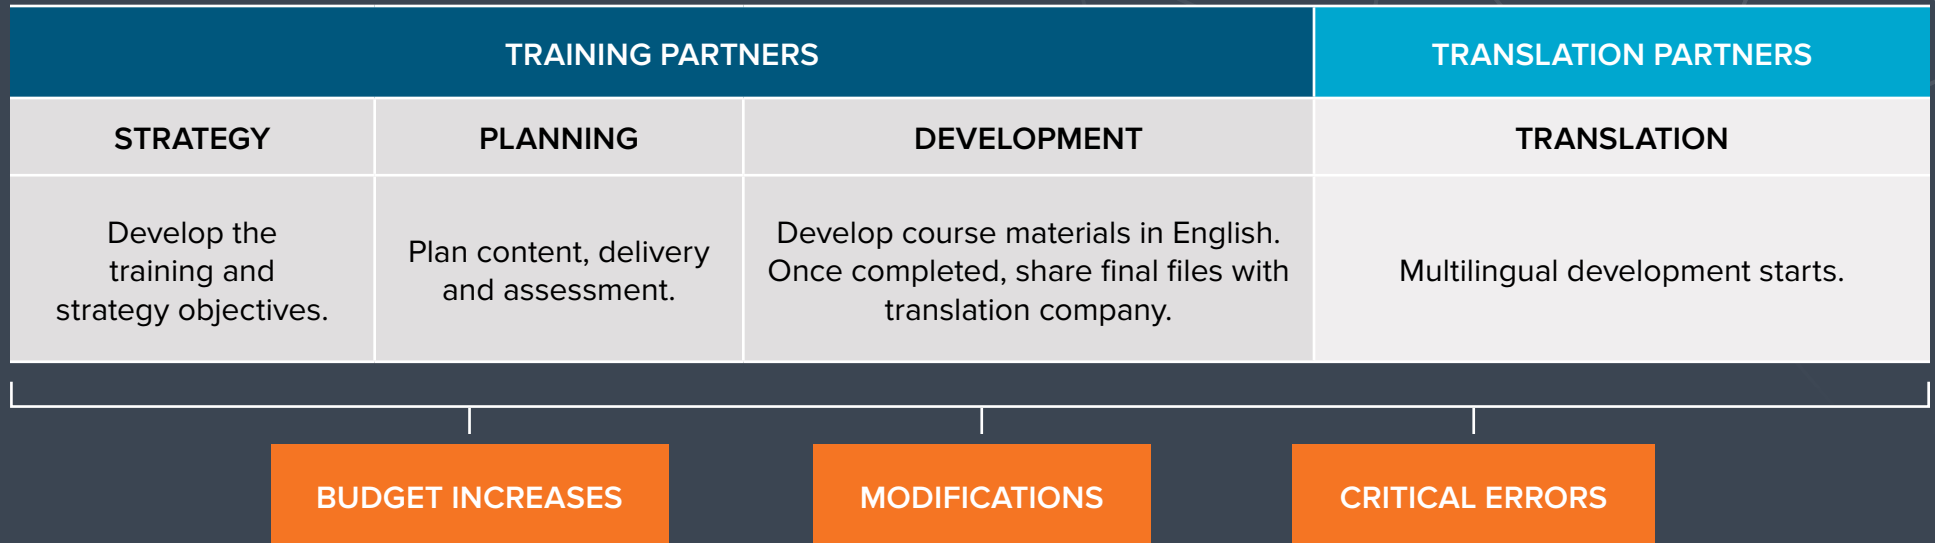 TRAINING PARTNERS
TRANSLATION PARTNERS
STRATEGY
PLANNING
DEVELOPMENT
TRANSLATION
Develop the
training and
strategy objectives.
Plan content, delivery
and assessment.
Develop course materials in English.
Once completed, share final files with
translation company.
Multilingual development starts.
BUDGET INCREASES
MODIFICATIONS
CRITICAL ERRORS